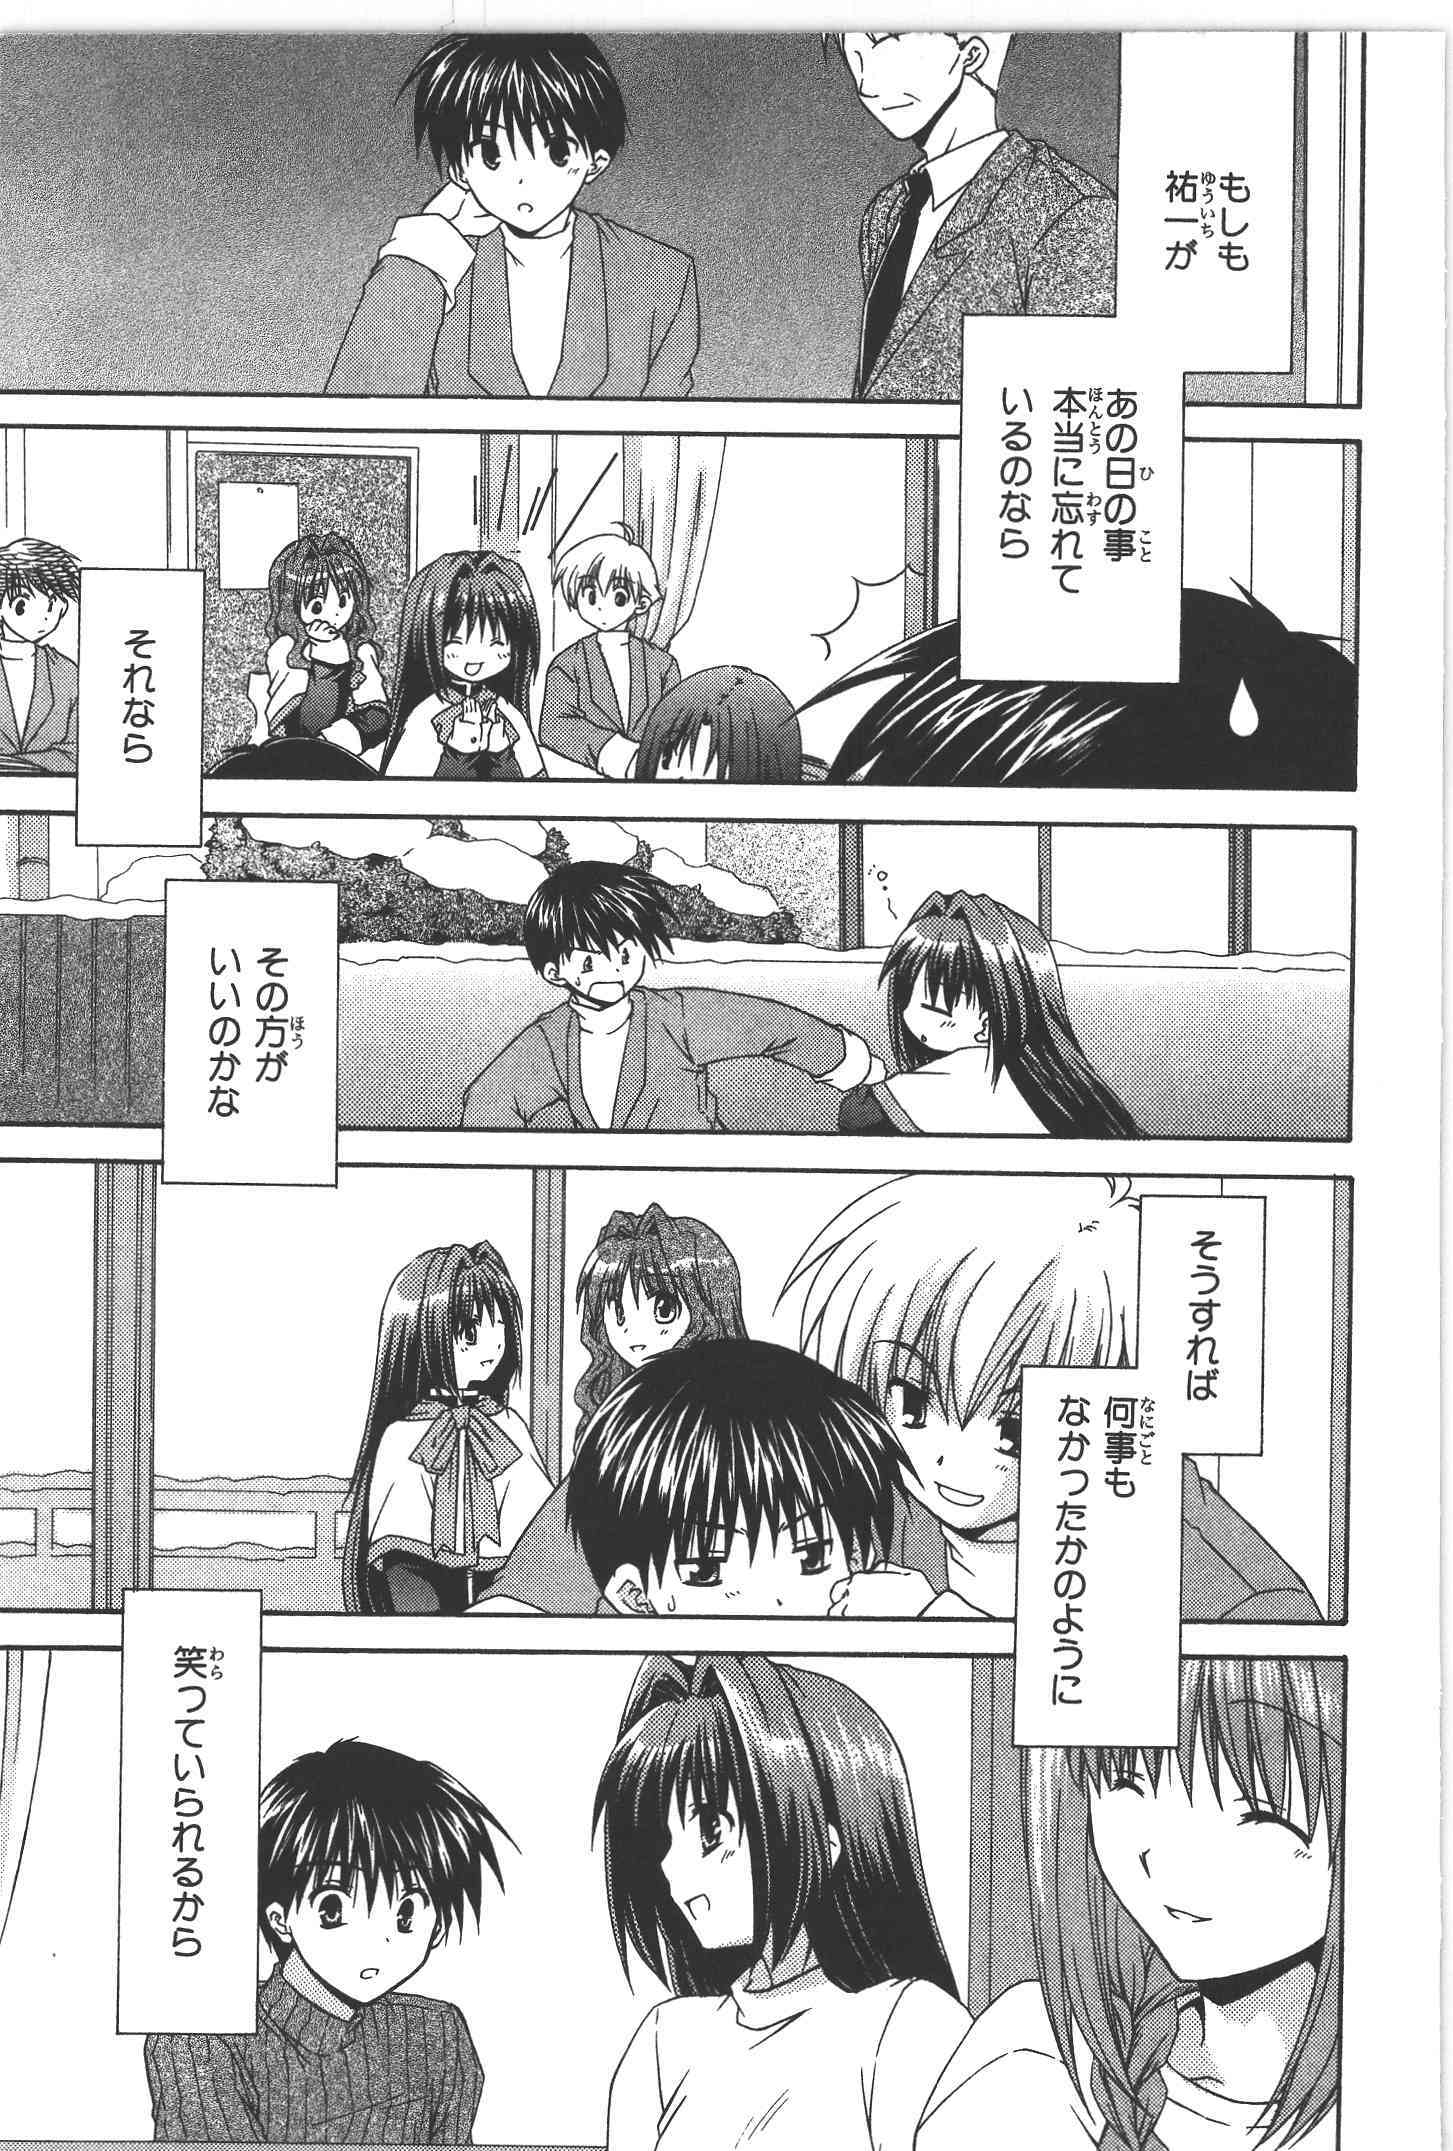 もしも
祐一が
あの日の事
本当に忘れて
いるのなら
それなら
その方が
いいのかな
そうすれば
何事も
なかったかのように
笑っていられるから